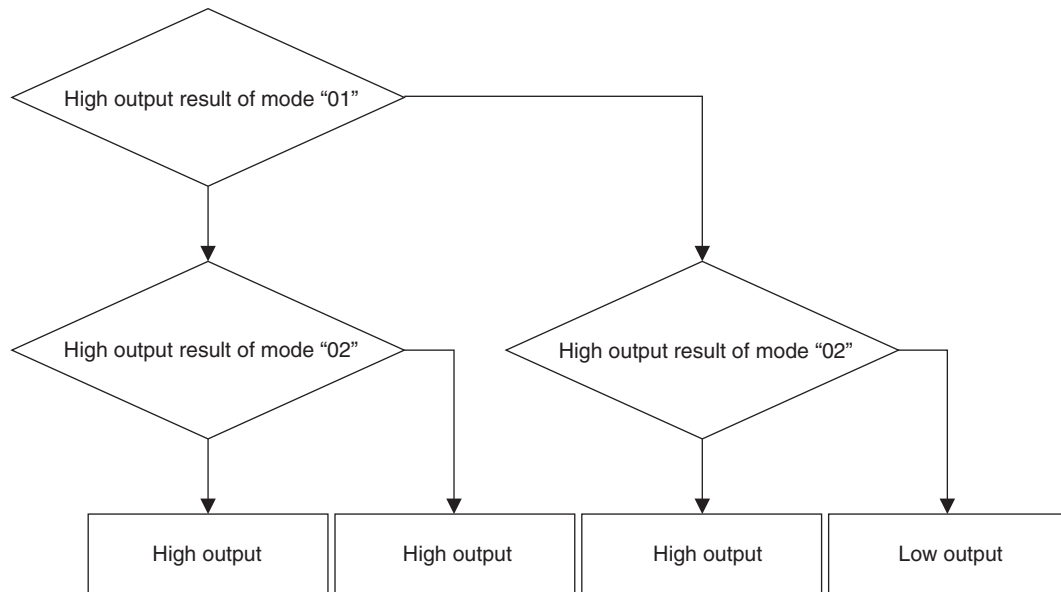 High output result of mode “01”
High output result of mode “02”
High output result of mode “02”
High output
High output
High output
Low output